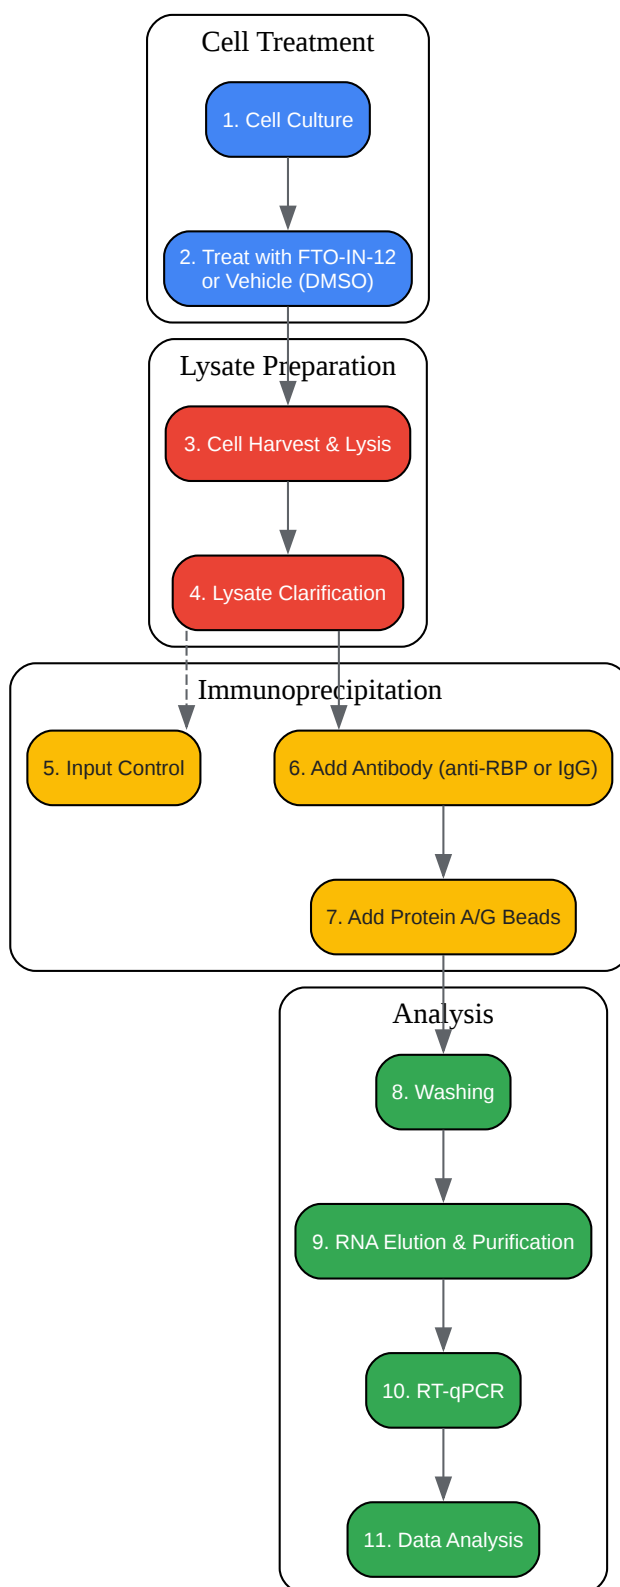 Cell Treatment
1. Cell Culture
2. Treat with FTO-IN-12
or Vehicle (DMSO)
Lysate Preparation
3. Cell Harvest & Lysis
4. Lysate Clarification
Immunoprecipitation
5. Input Control
6. Add Antibody (anti-RBP or IgG)
7. Add Protein A/G Beads
Analysis
8. Washing
9. RNA Elution & Purification
10. RT-qPCR
11. Data Analysis